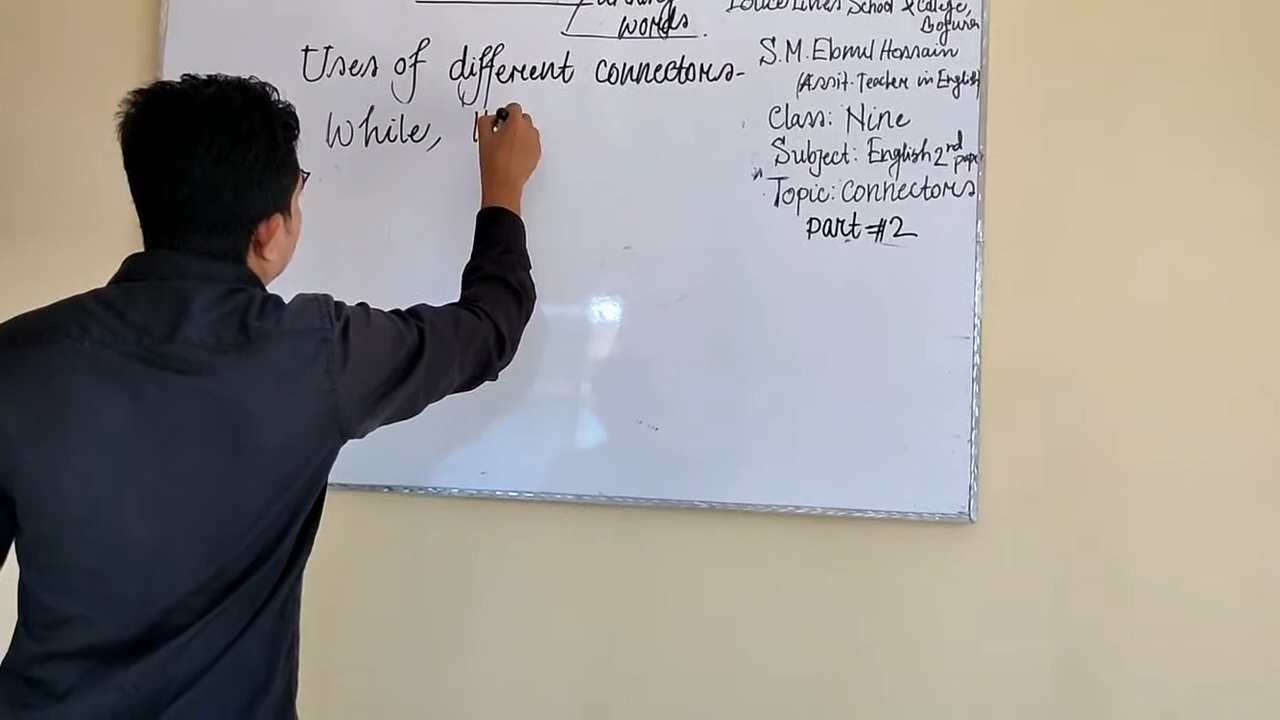 words.
Uses of different connectors-
While,
Police Lines School & College,
Bogura
S.M. Ebnul Hossain
(Assit. Teacher in English)
Class: Nine
Subject: English 2nd paper
Topic: Connectors
part #2